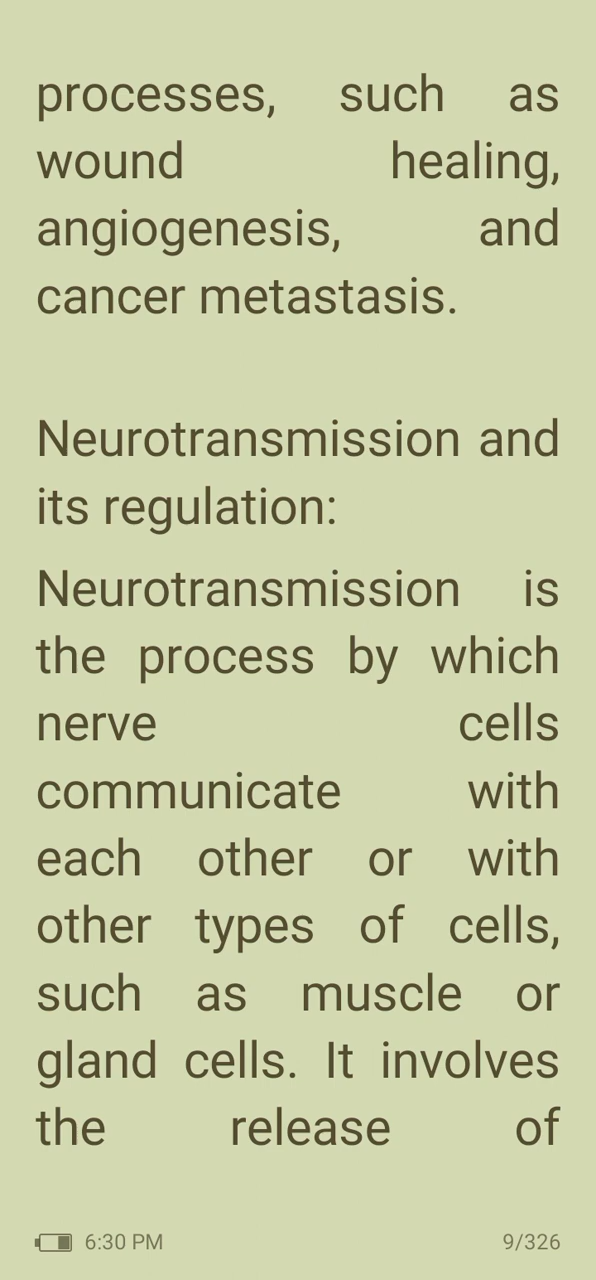 processes, such as
wound healing,
angiogenesis, and
cancer metastasis.
Neurotransmission and
its regulation:
Neurotransmission is
the process by which
nerve cells
communicate with
each other or with
other types of cells,
such as muscle or
gland cells. It involves
the release of
6:30 PM 9/326